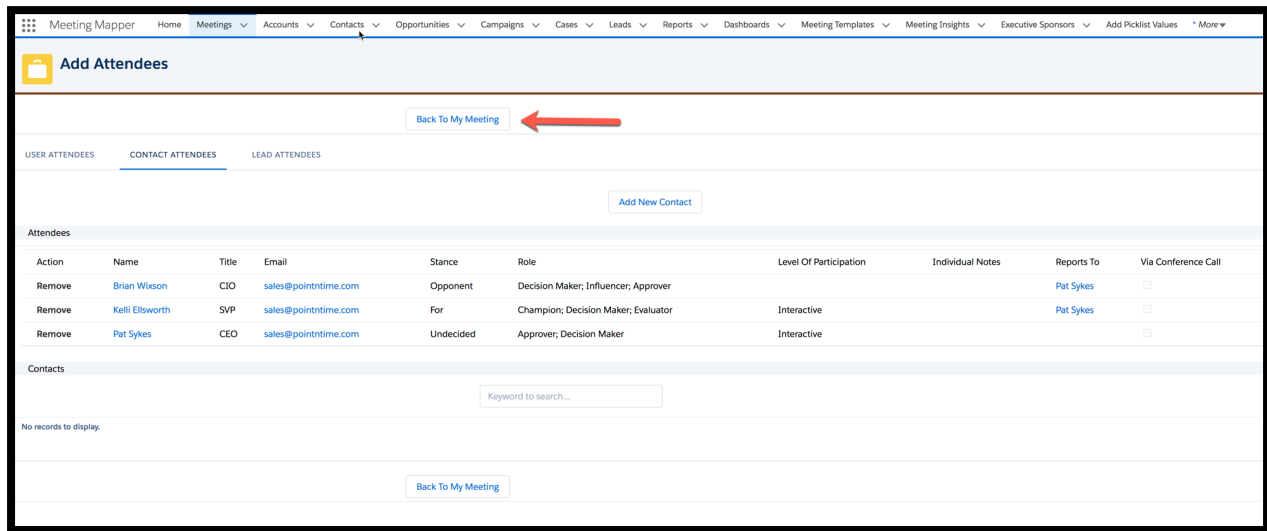 Meeting Mapper Home Meetings Accounts Contacts Opportunities Campaigns Cases Leads Reports Dashboards Meeting Templates Meeting Insights Executive Sponsors Add Picklist Values * More
Add Attendees
Back To My Meeting
USER ATTENDEES CONTACT ATTENDEES LEAD ATTENDEES
Add New Contact
Attendees
Action Name Title Email Stance Role Level Of Participation Individual Notes Reports To Via Conference Call
Remove Brian Wixson CIO sales@pointntime.com Opponent Decision Maker; Influencer; Approver Pat Sykes
Remove Kelli Ellsworth SVP sales@pointntime.com For Champion; Decision Maker; Evaluator Interactive Pat Sykes
Remove Pat Sykes CEO sales@pointntime.com Undecided Approver; Decision Maker Interactive
Contacts
Keyword to search...
No records to display.
Back To My Meeting